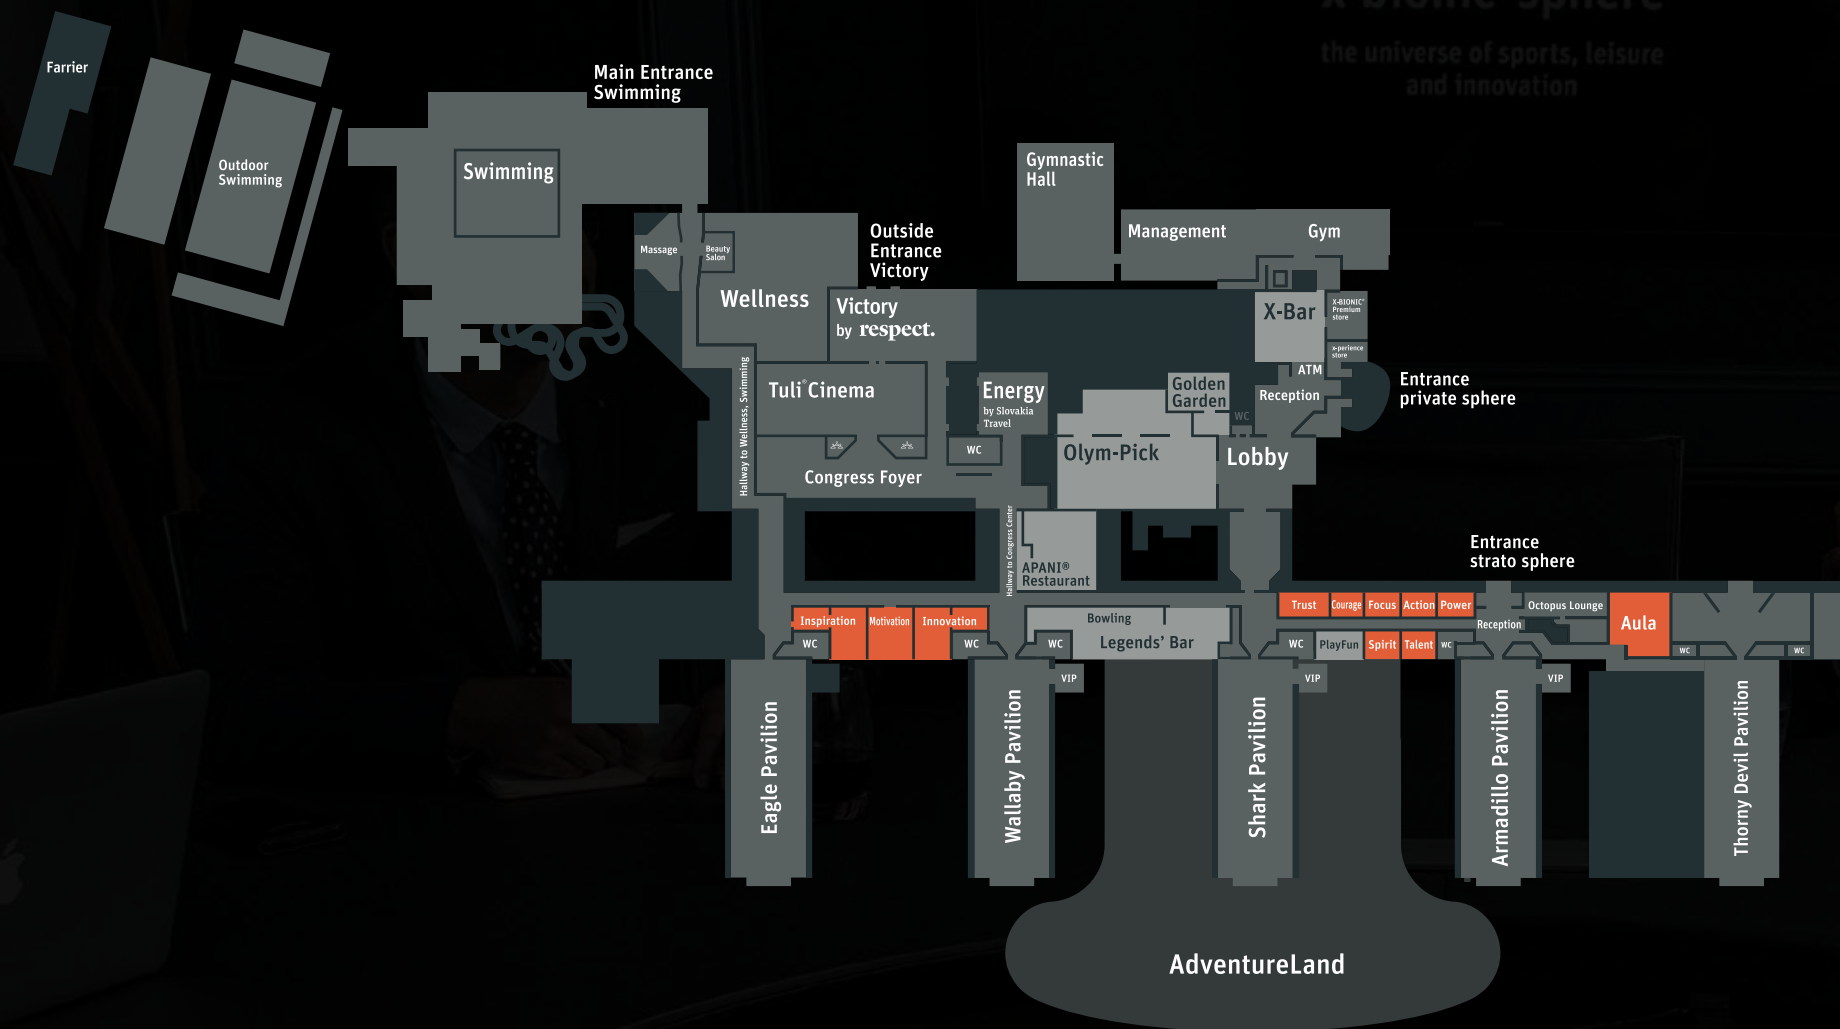 x-bionic sphere
the universe of sports, leisure
and innovation
Farrier
Main Entrance
Swimming
Outdoor
Swimming
Swimming
Gymnastic
Hall
Massage
Beauty
Salon
Outside
Entrance
Victory
Management
Gym
Wellness
Victory
by respect.
X-Bar
X-BIONIC®
Premium
store
x-perience
store
ATM
Hallway to Wellness, Swimming
Tuli® Cinema
Energy
by Slovakia
Travel
Golden
Garden
WC
Reception
Entrance
private sphere
WC
Olym-Pick
Lobby
Congress Foyer
Hallway to Congress Center
APANI®
Restaurant
Entrance
strato sphere
Inspiration
Motivation
Innovation
WC
WC
Bowling
WC
Legends' Bar
Trust
Courage
Focus
Action
Power
WC
PlayFun
Spirit
Talent
WC
Reception
Octopus Lounge
Aula
WC
WC
VIP
VIP
VIP
Eagle Pavilion
Wallaby Pavilion
Shark Pavilion
Armadillo Pavilion
Thorny Devil Pavilion
AdventureLand